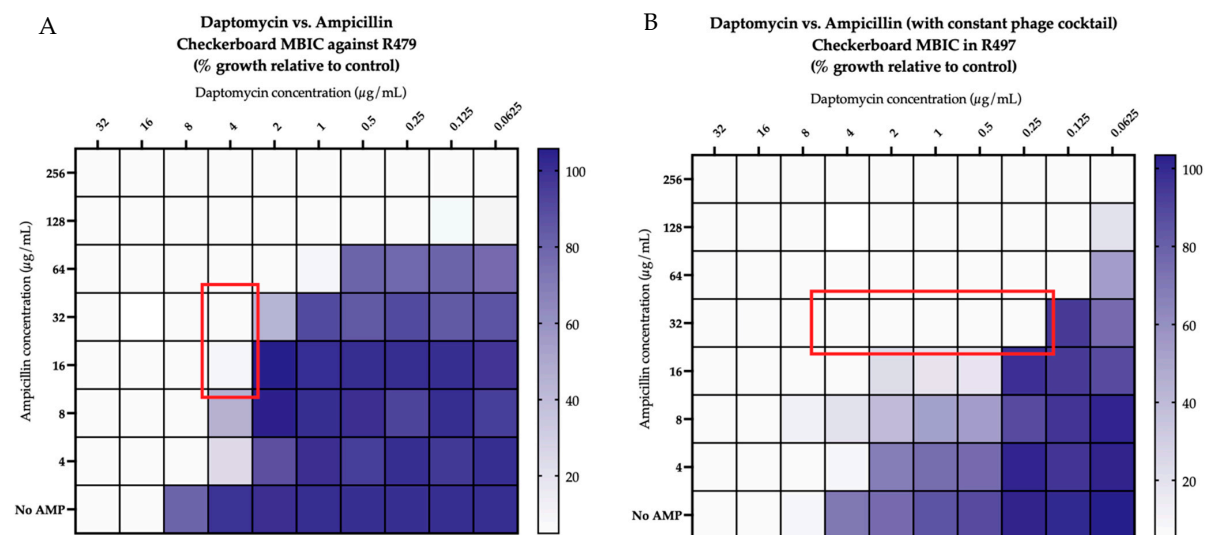 A
Daptomycin vs. Ampicillin
Checkerboard MBIC against R479
(% growth relative to control)
Daptomycin concentration (µg/mL)
32 16 8 4 2 1 0.5 0.25 0.125 0.0625
Ampicillin concentration (µg/mL)
256
128
64
32
16
8
4
No AMP
100
80
60
40
20
B
Daptomycin vs. Ampicillin (with constant phage cocktail)
Checkerboard MBIC in R497
(% growth relative to control)
Daptomycin concentration (µg/mL)
32 16 8 4 2 1 0.5 0.25 0.125 0.0625
Ampicillin concentration (µg/mL)
256
128
64
32
16
8
4
No AMP
100
80
60
40
20